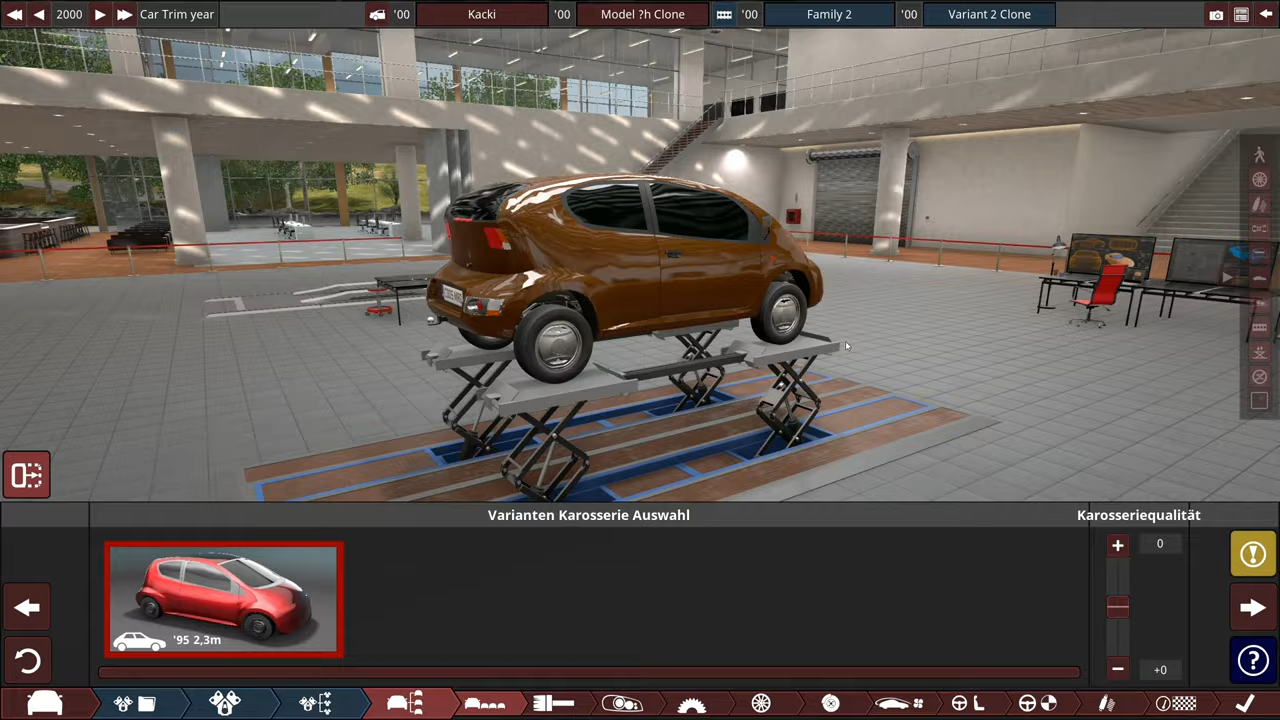 2000 Car Trim year '00 Kacki '00 Model ?h Clone '00 Family 2 '00 Variant 2 Clone
Varianten Karosserie Auswahl
Karosseriequalität
+ 0
'95 2,3m
- +0